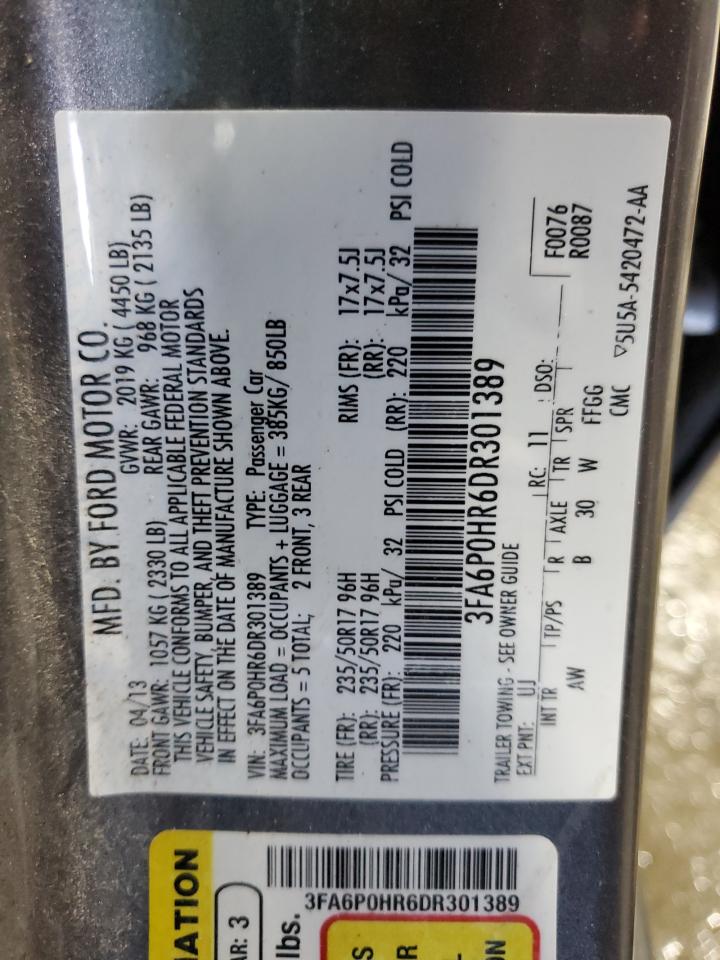 MFD. BY FORD MOTOR CO.
DATE: 04/13 GVWR: 2019 KG ( 4450 LB)
FRONT GAWR: 1057 KG ( 2330 LB) REAR GAWR: 968 KG ( 2135 LB)
THIS VEHICLE CONFORMS TO ALL APPLICABLE FEDERAL MOTOR
VEHICLE SAFETY, BUMPER, AND THEFT PREVENTION STANDARDS
IN EFFECT ON THE DATE OF MANUFACTURE SHOWN ABOVE.
VIN: 3FA6P0HR6DR301389 TYPE: Passenger Car
MAXIMUM LOAD = OCCUPANTS + LUGGAGE = 385KG/ 850LB
OCCUPANTS = 5 TOTAL; 2 FRONT, 3 REAR
TIRE (FR): 235/50R17 96H RIMS (FR): 17x7.5J
(RR): 235/50R17 96H (RR): 17x7.5J
PRESSURE (FR): 220 kPa/ 32 PSI COLD (RR): 220 kPa/ 32 PSI COLD
3FA6P0HR6DR301389
TRAILER TOWING - SEE OWNER GUIDE
EXT PNT: UJ RC: 11 DSO: F0076
R0087
INT TR TP/PS R AXLE TR SPR
AW B 30 W FFGG
CMC
▽5U5A-5420472-AA
MATION
AR: 3
lbs.
3FA6P0HR6DR301389
S
R
ON